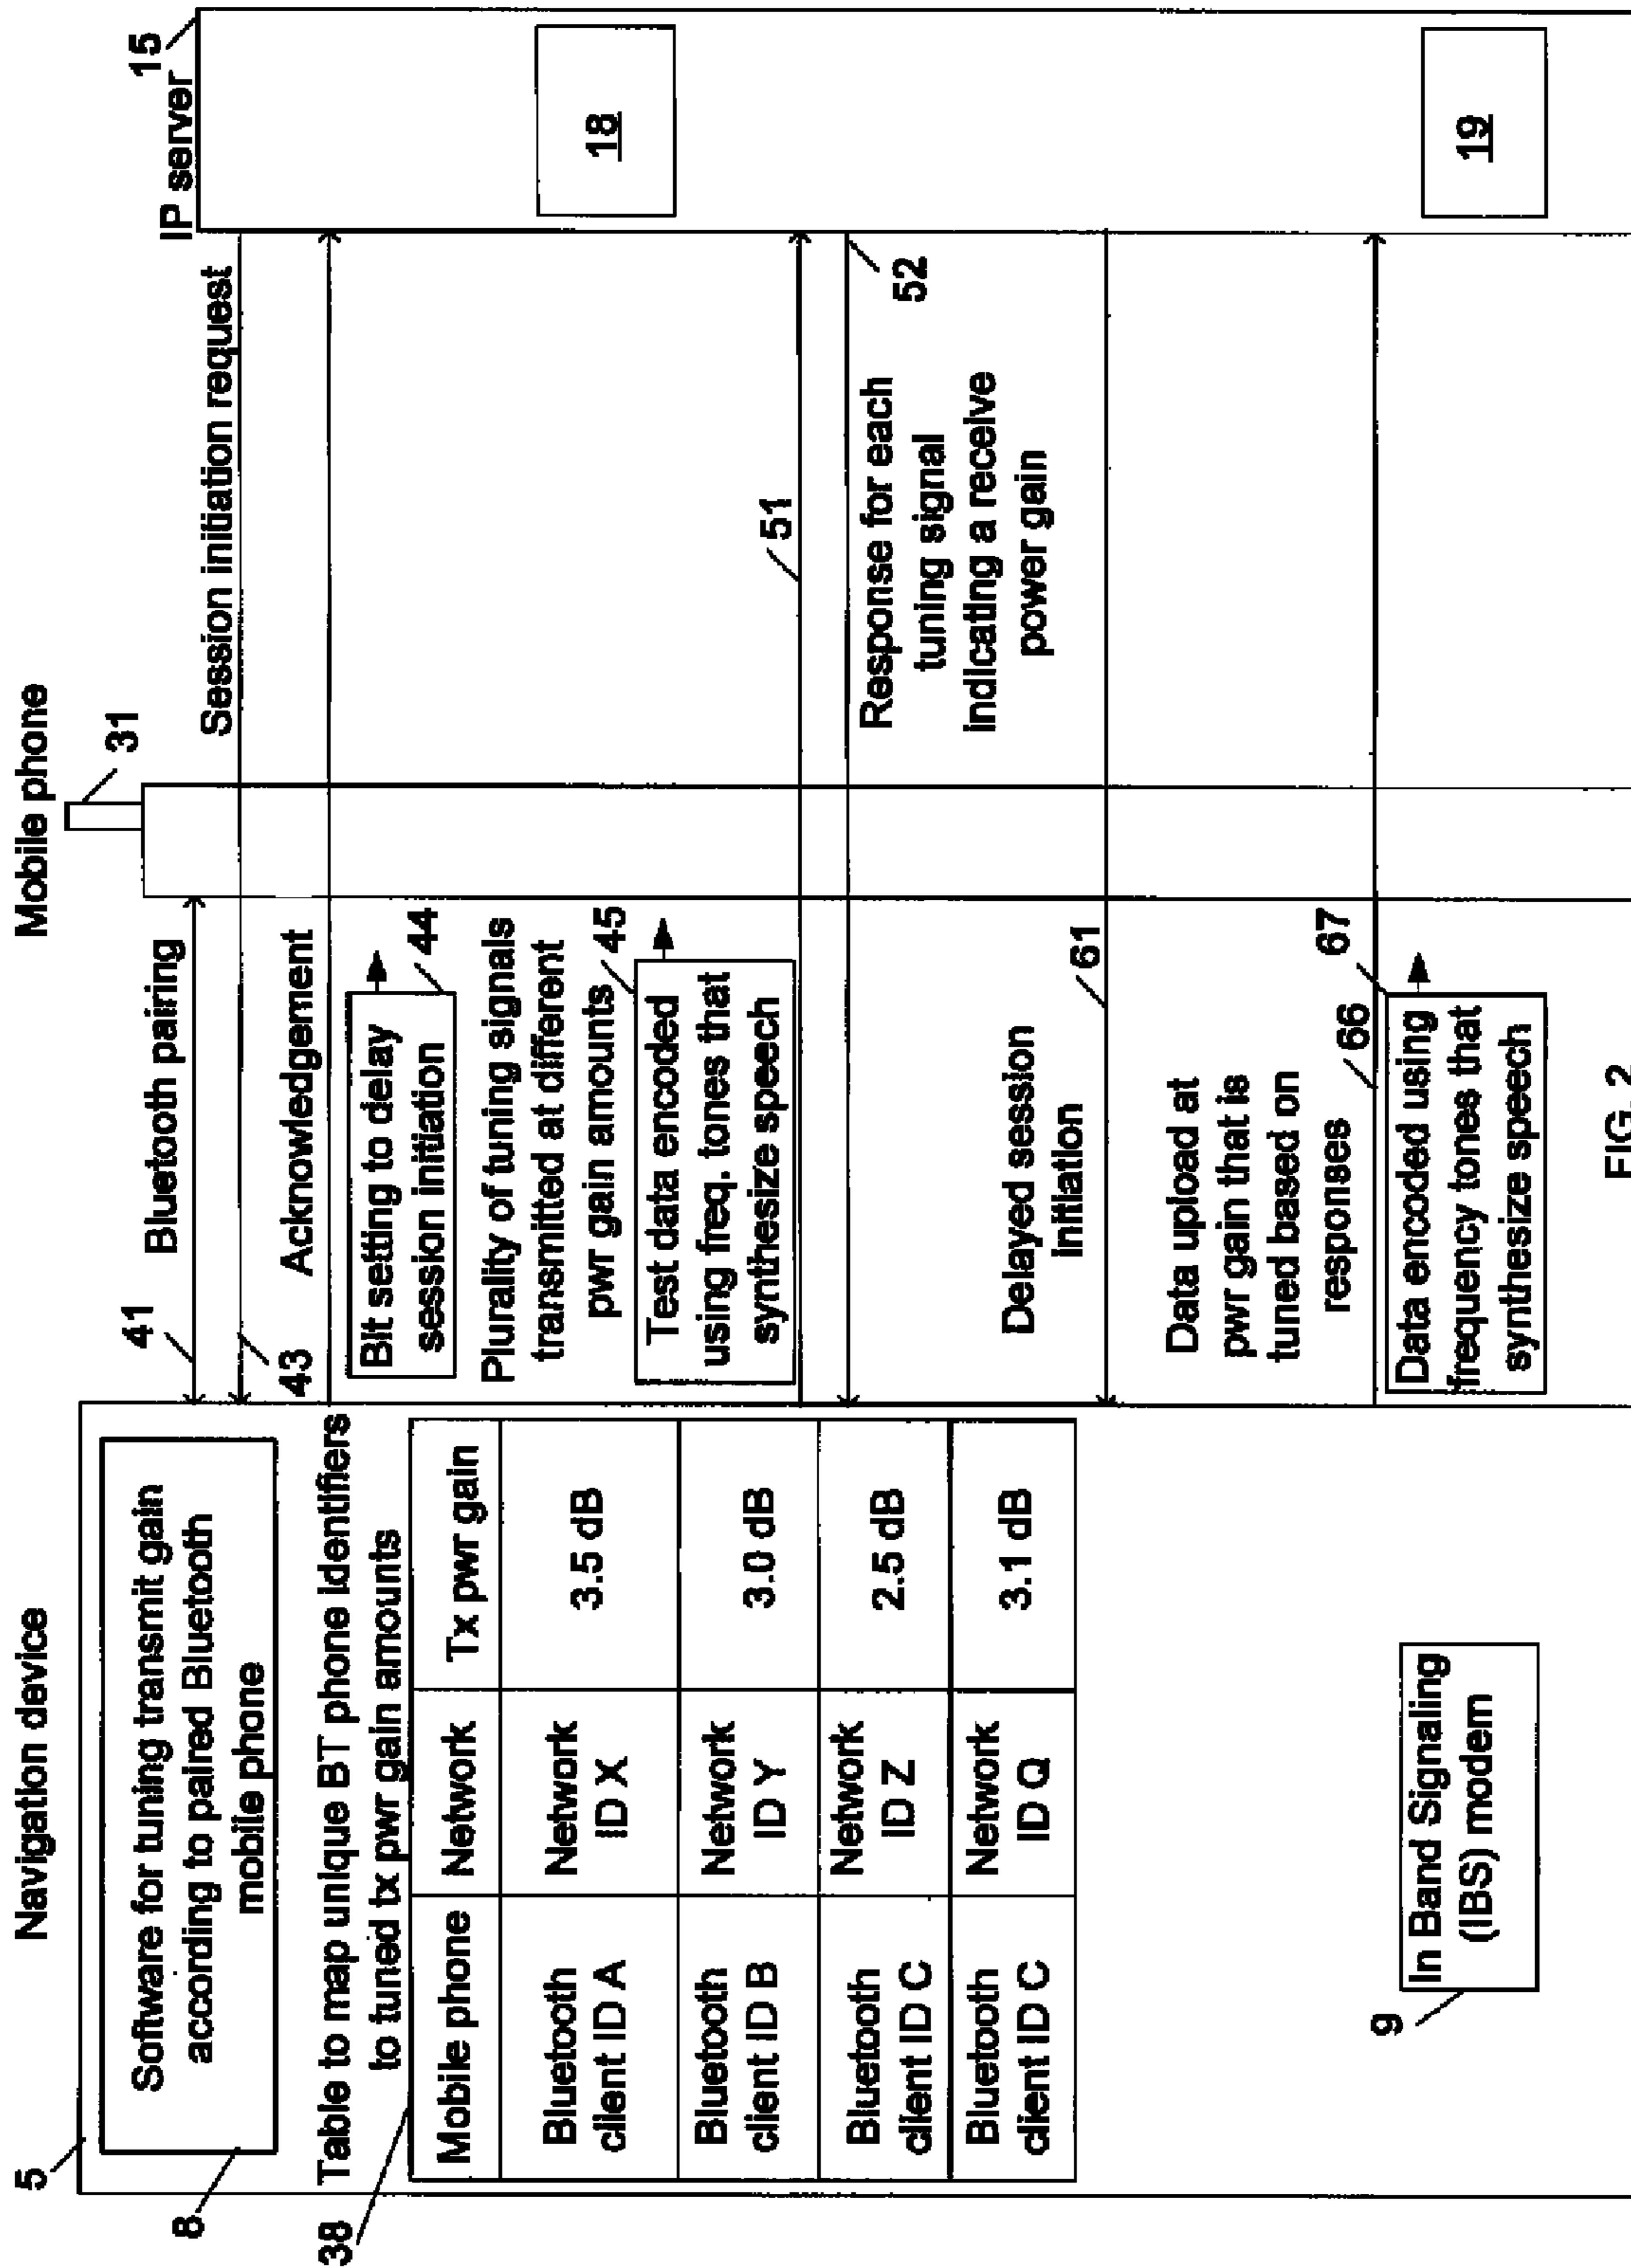 Navigation device
5
Software for tuning transmit gain
according to paired Bluetooth
mobile phone
8
Table to map unique BT phone identifiers
to tuned tx pwr gain amounts
38
Mobile phone
Network
Tx pwr gain
Bluetooth
client ID A
Network
ID X
3.5 dB
Bluetooth
client ID B
Network
ID Y
3.0 dB
Bluetooth
client ID C
Network
ID Z
2.5 dB
Bluetooth
client ID C
Network
ID Q
3.1 dB
In Band Signaling
(IBS) modem
9
Mobile phone
31
Bluetooth pairing
41
43
Session initiation request
Acknowledgement
Bit setting to delay
session initiation
44
Plurality of tuning signals
transmitted at different
pwr gain amounts
45
Test data encoded
using freq. tones that
synthesize speech
51
52
Response for each
tuning signal
indicating a receive
power gain
Delayed session
initiation
61
Data upload at
pwr gain that is
tuned based on
responses
66
67
Data encoded using
frequency tones that
synthesize speech
IP server
15
18
19
FIG. 2